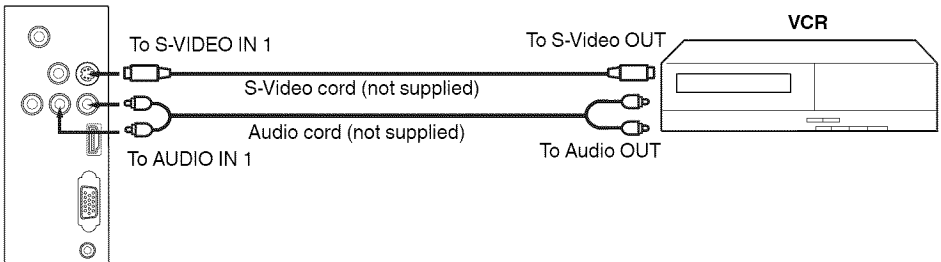 VCR
To S-VIDEO IN 1
To S-Video OUT
S-Video cord (not supplied)
Audio cord (not supplied)
To AUDIO IN 1
To Audio OUT